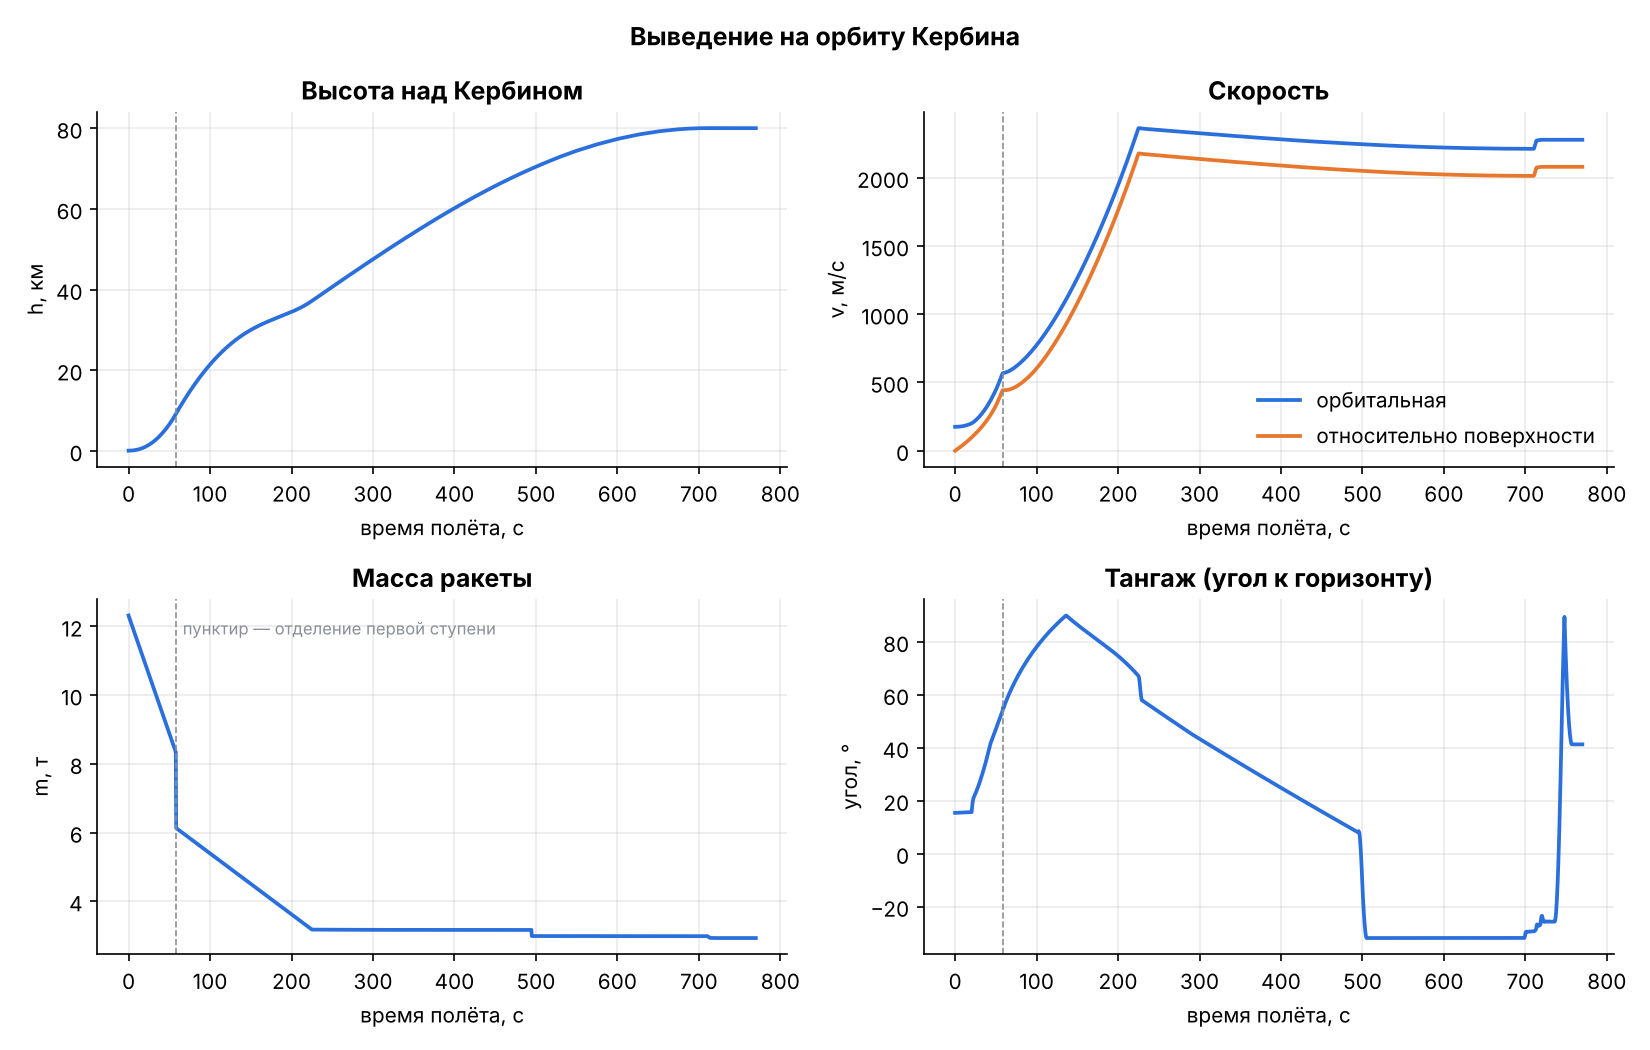 Выведение на орбиту Кербина
Высота над Кербином
80
60
40
20
0
h, км
0 100 200 300 400 500 600 700 800
время полёта, с
Скорость
2000
1500
1000
500
0
v, м/с
орбитальная
относительно поверхности
0 100 200 300 400 500 600 700 800
время полёта, с
Масса ракеты
12
10
8
6
4
m, т
пунктир — отделение первой ступени
0 100 200 300 400 500 600 700 800
время полёта, с
Тангаж (угол к горизонту)
80
60
40
20
0
−20
угол, °
0 100 200 300 400 500 600 700 800
время полёта, с